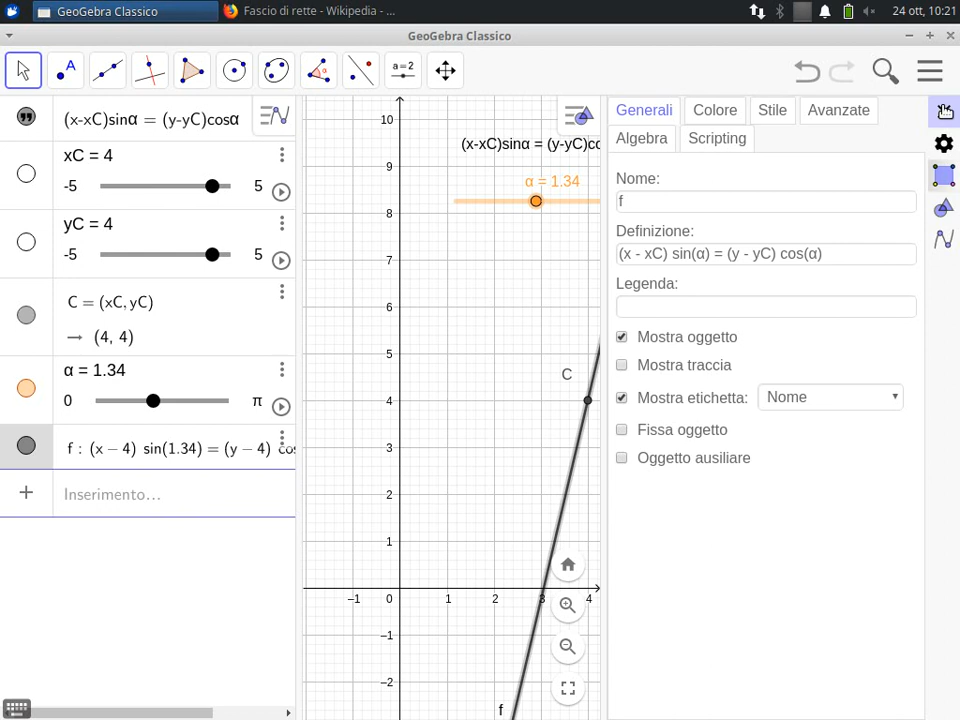 GeoGebra Classico
Fascio di rette - Wikipedia - ...
24 ott, 10:21
GeoGebra Classico
A
a=2
(x-xC)sinα = (y-yC)cosα
xC = 4
-5
5
yC = 4
-5
5
C = (xC, yC)
→ (4, 4)
α = 1.34
0
π
f : (x − 4) sin(1.34) = (y − 4) cos
+ Inserimento...
10
9
8
7
6
5
4
3
2
1
−1
0
1
2
3
4
−1
−2
(x-xC)sinα = (y-yC)co
α = 1.34
C
f
Generali Colore Stile Avanzate
Algebra Scripting
Nome:
f
Definizione:
(x - xC) sin(α) = (y - yC) cos(α)
Legenda:
Mostra oggetto
Mostra traccia
Mostra etichetta: Nome
Fissa oggetto
Oggetto ausiliare